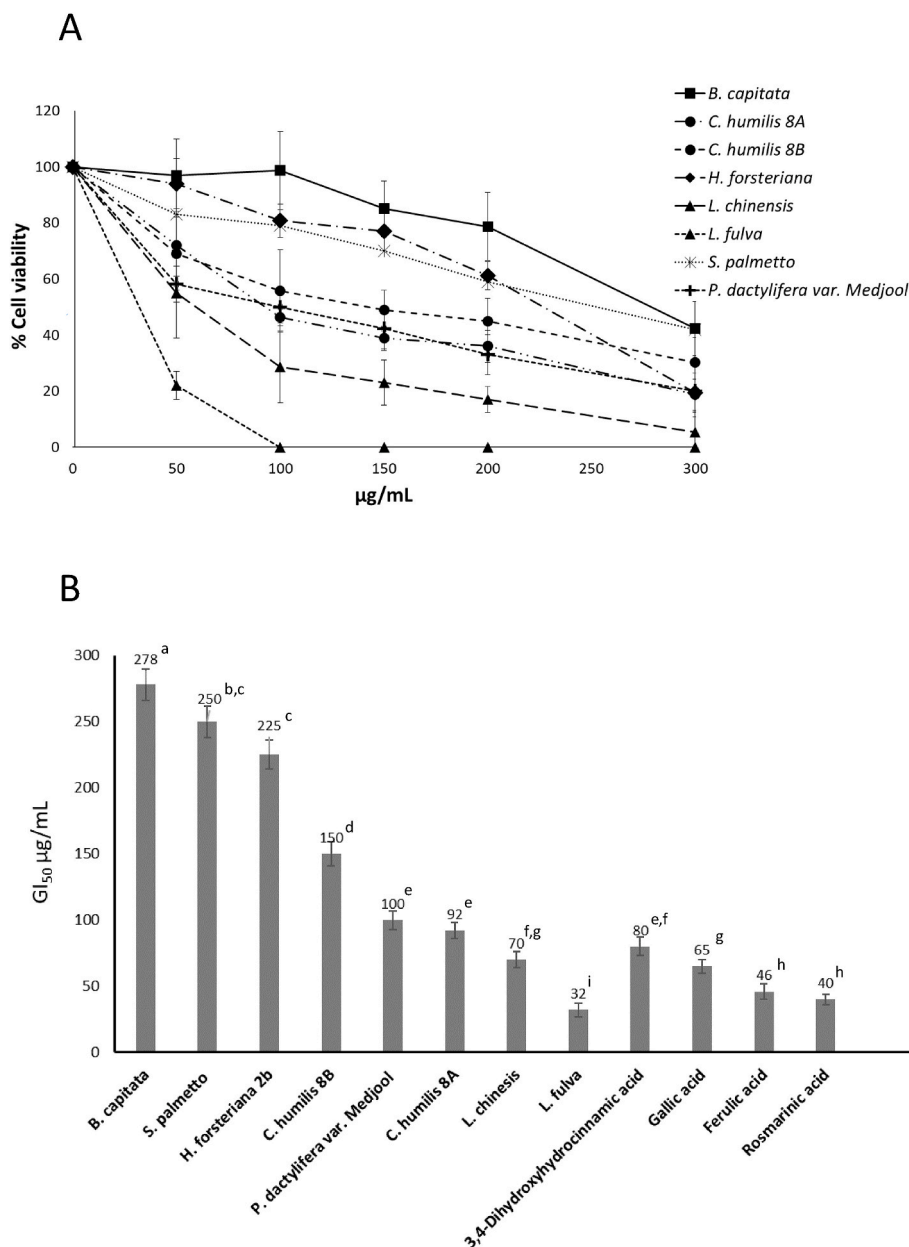 A
B. capitata
C. humilis 8A
C. humilis 8B
H. forsteriana
L. chinensis
L. fulva
S. palmetto
P. dactylifera var. Medjool
120
100
80
60
40
20
0
% Cell viability
0 50 100 150 200 250 300
µg/mL
B
300
250
200
150
100
50
0
GI50 µg/mL
278 a
250 b,c
225 c
150 d
100 e
92 e
70 f,g
32 i
80 e,f
65 g
46 h
40 h
B. capitata
S. palmetto
H. forsteriana 2b
C. humilis 8B
P. dactylifera var. Medjool
C. humilis 8A
L. chinesis
L. fulva
3,4-Dihydroxyhydrocinnamic acid
Gallic acid
Ferulic acid
Rosmarinic acid